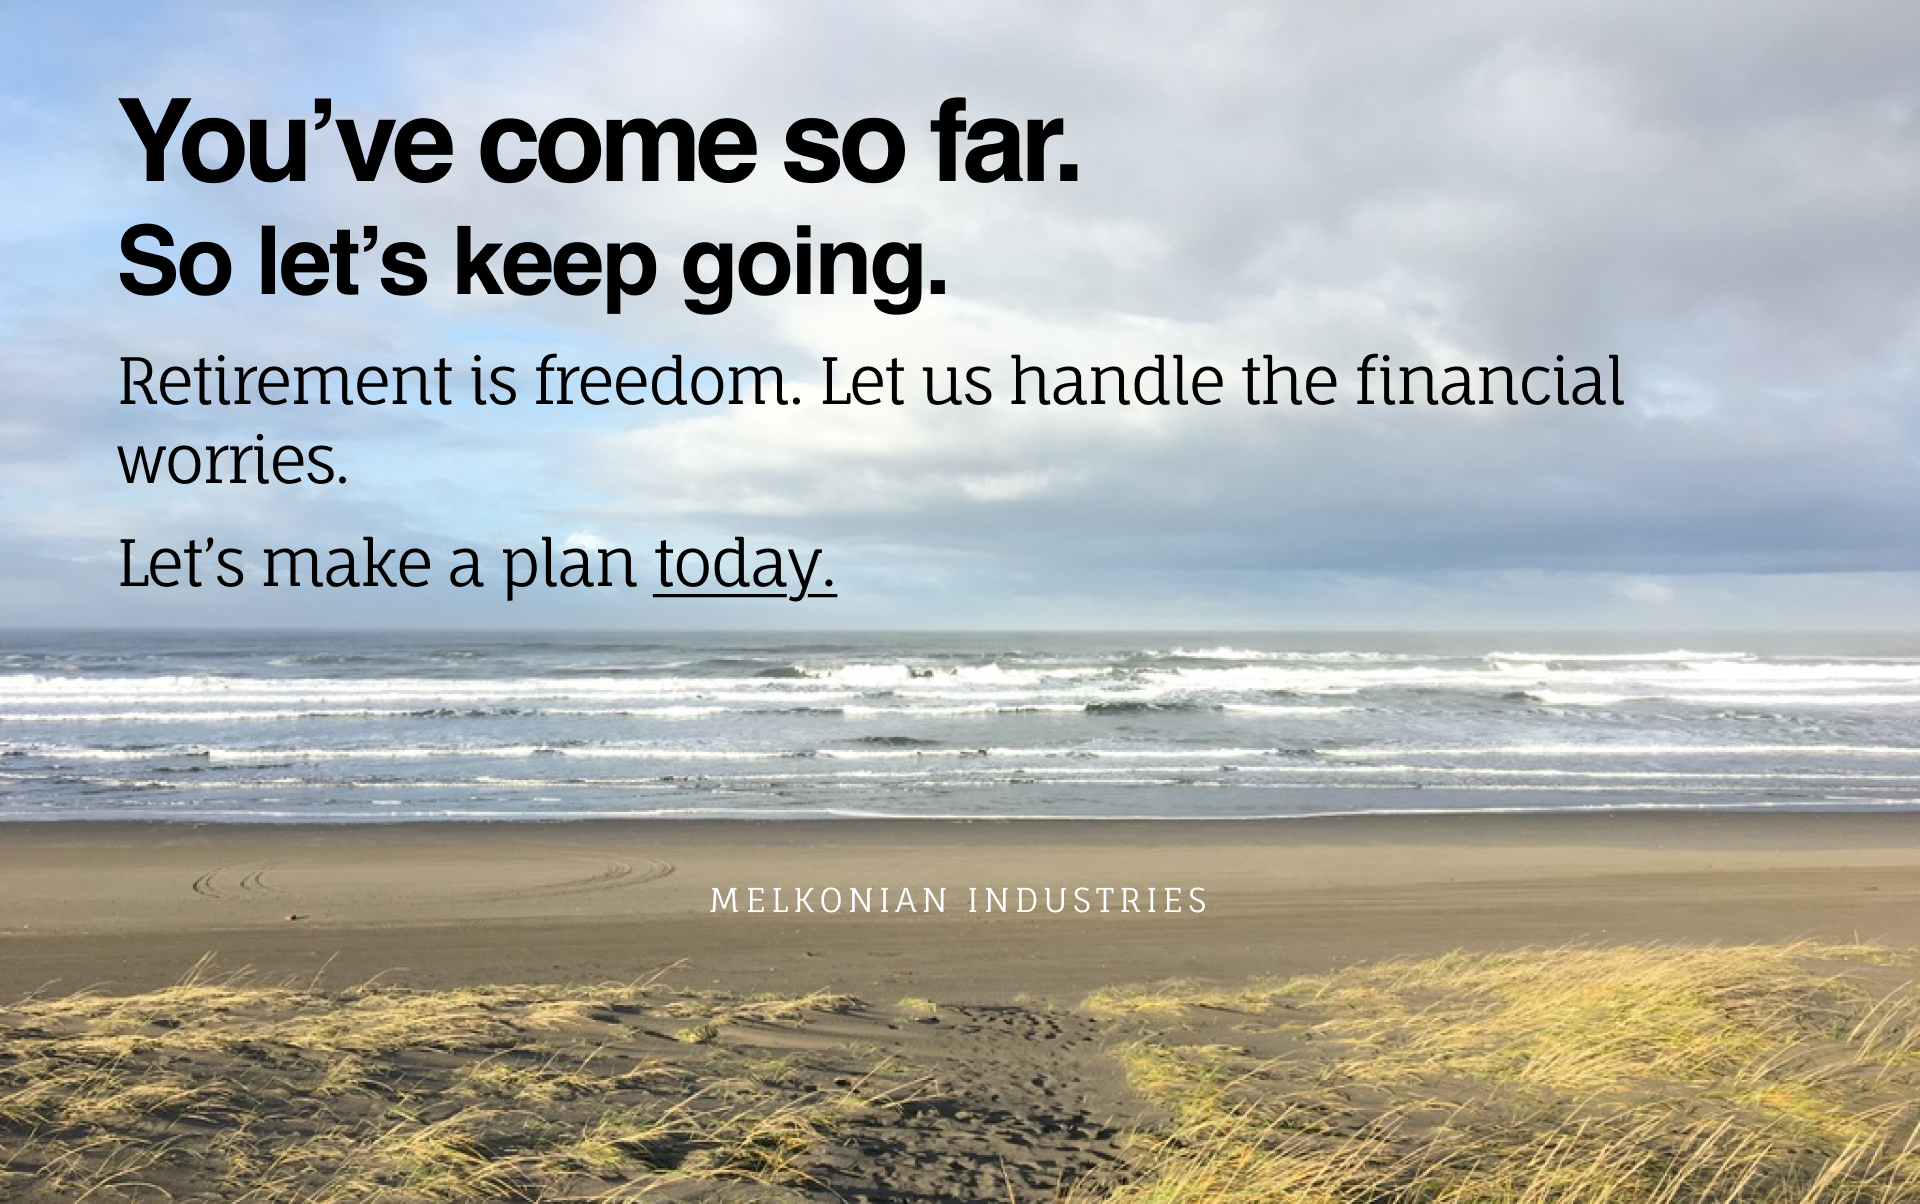 You’ve come so far.
So let’s keep going.
Retirement is freedom. Let us handle the financial
worries.
Let’s make a plan today.
MELKONIAN INDUSTRIES